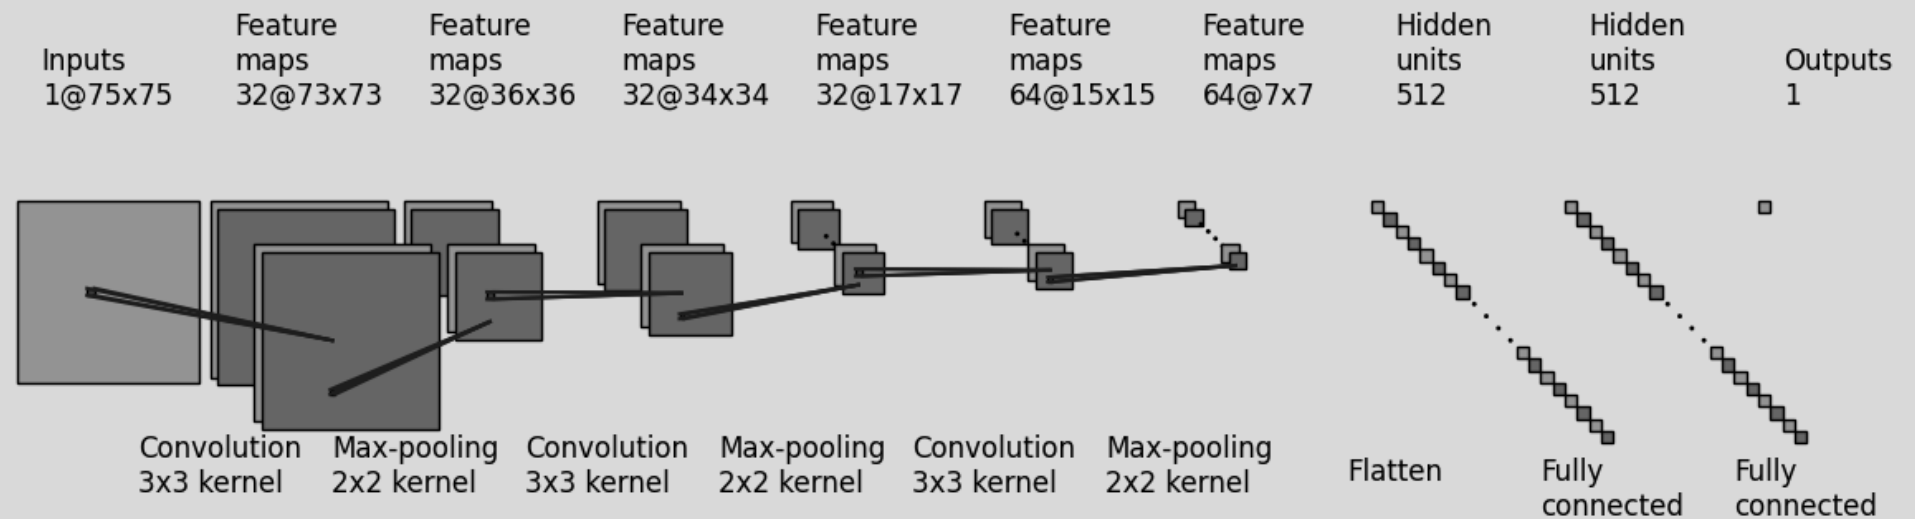 Inputs
1@75x75
Feature
maps
32@73x73
Feature
maps
32@36x36
Feature
maps
32@34x34
Feature
maps
32@17x17
Feature
maps
64@15x15
Feature
maps
64@7x7
Hidden
units
512
Hidden
units
512
Outputs
1
Convolution
3x3 kernel
Max-pooling
2x2 kernel
Convolution
3x3 kernel
Max-pooling
2x2 kernel
Convolution
3x3 kernel
Max-pooling
2x2 kernel
Flatten
Fully
connected
Fully
connected